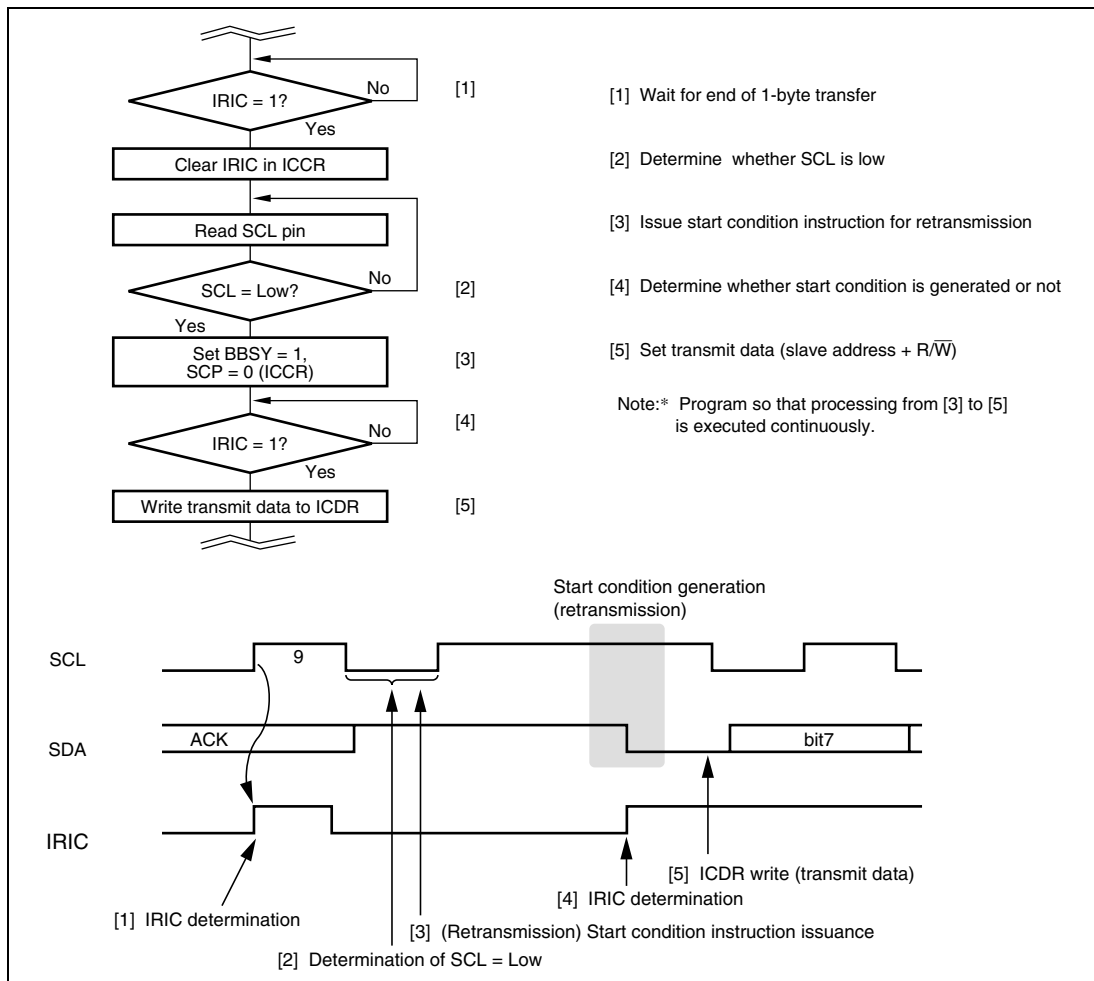 IRIC = 1?
No
Yes
[1]
Clear IRIC in ICCR
Read SCL pin
SCL = Low?
No
Yes
[2]
Set BBSY = 1,
SCP = 0 (ICCR)
[3]
IRIC = 1?
No
Yes
[4]
Write transmit data to ICDR
[5]
[1] Wait for end of 1-byte transfer
[2] Determine whether SCL is low
[3] Issue start condition instruction for retransmission
[4] Determine whether start condition is generated or not
[5] Set transmit data (slave address + R/W̅)
Note:* Program so that processing from [3] to [5]
is executed continuously.
Start condition generation
(retransmission)
SCL
9
SDA
ACK
bit7
IRIC
[5] ICDR write (transmit data)
[4] IRIC determination
[1] IRIC determination
[3] (Retransmission) Start condition instruction issuance
[2] Determination of SCL = Low